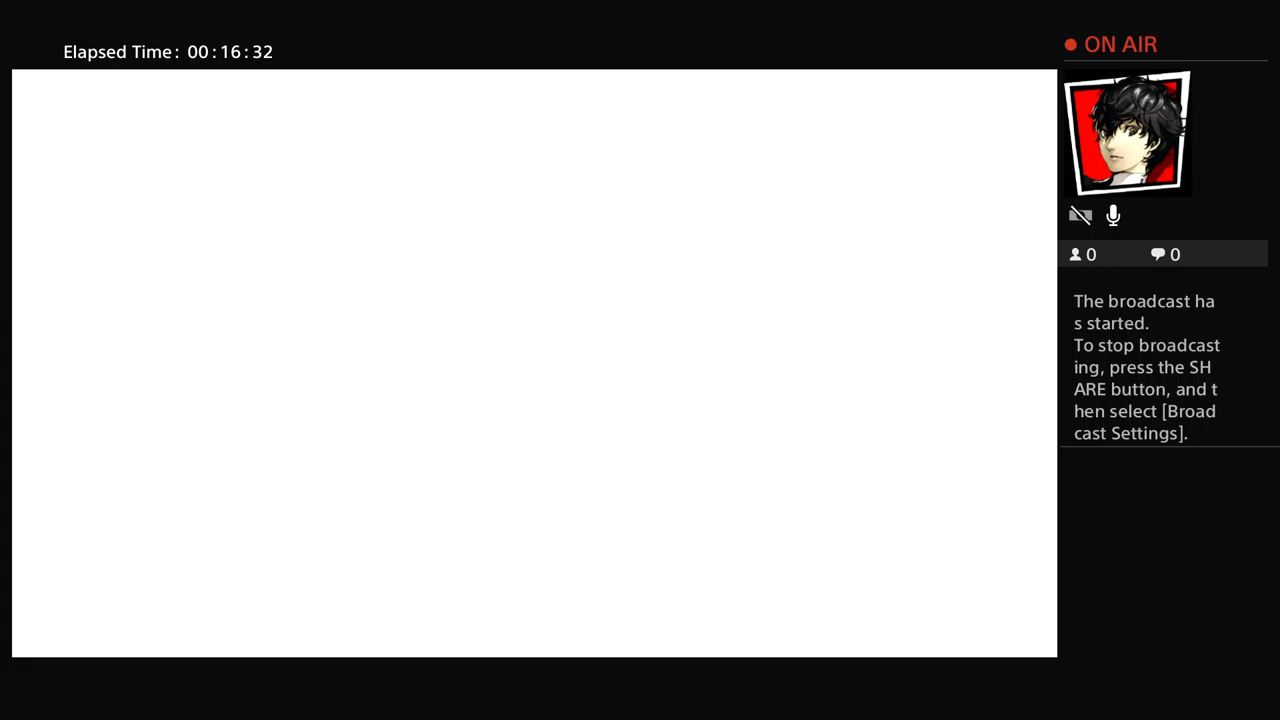 Elapsed Time: 00:16:32
ON AIR
0
0
The broadcast ha
s started.
To stop broadcast
ing, press the SH
ARE button, and t
hen select [Broad
cast Settings].